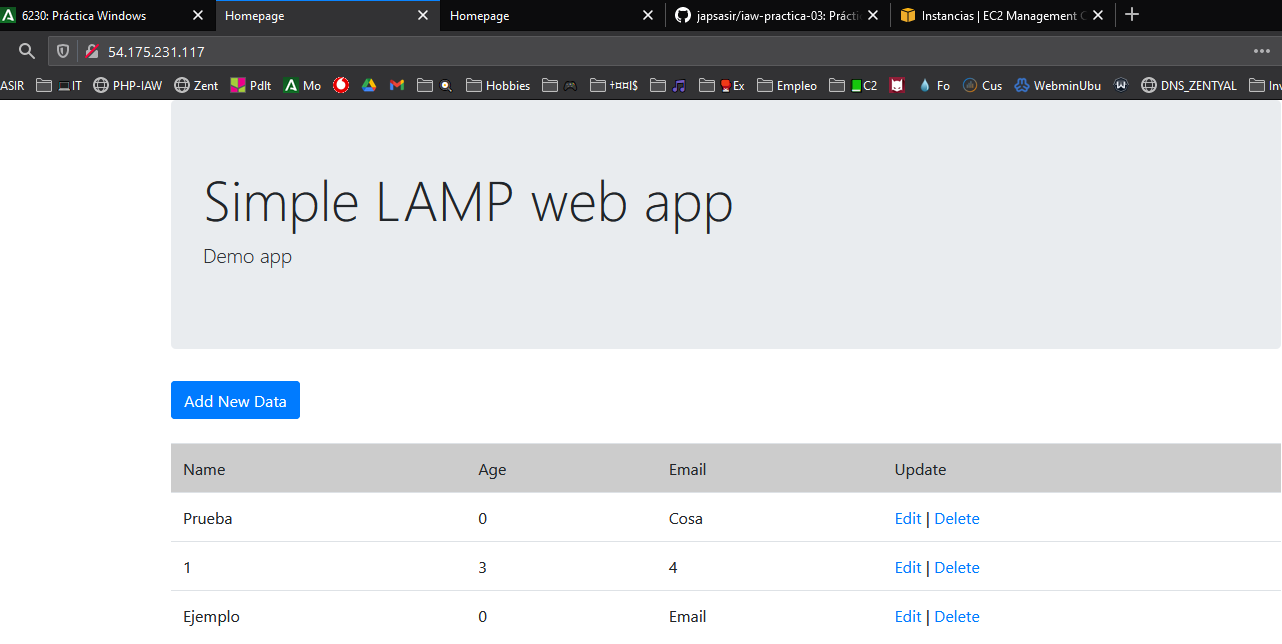 6230: Práctica Windows
Homepage
Homepage
japsasir/iaw-practica-03: Prácti
Instancias | EC2 Management C
54.175.231.117
ASIR IT PHP-IAW Zent Pdlt Mo Hobbies Ex Empleo C2 Fo Cus WebminUbu DNS_ZENTYAL Inv
Simple LAMP web app
Demo app
Add New Data
Name Age Email Update
Prueba 0 Cosa Edit | Delete
1 3 4 Edit | Delete
Ejemplo 0 Email Edit | Delete